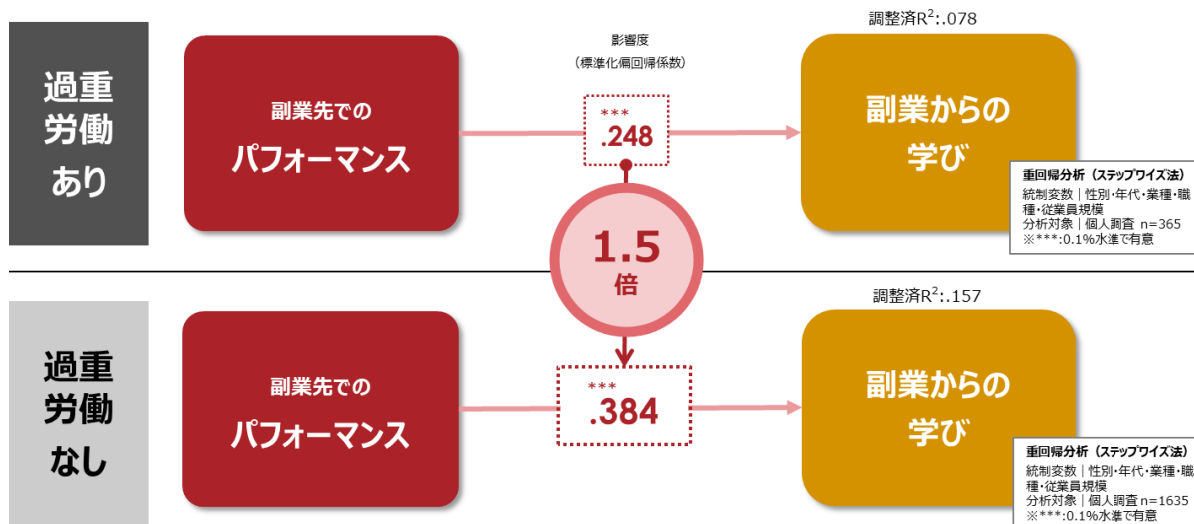 過重
労働
あり
副業先での
パフォーマンス
影響度
（標準化偏回帰係数）
***
.248
調整済R²:.078
副業からの
学び
重回帰分析（ステップワイズ法）
統制変数｜性別・年代・業種・職
種・従業員規模
分析対象｜個人調査 n=365
※***:0.1%水準で有意
1.5
倍
過重
労働
なし
副業先での
パフォーマンス
***
.384
調整済R²:.157
副業からの
学び
重回帰分析（ステップワイズ法）
統制変数｜性別・年代・業種・職
種・従業員規模
分析対象｜個人調査 n=1635
※***:0.1%水準で有意